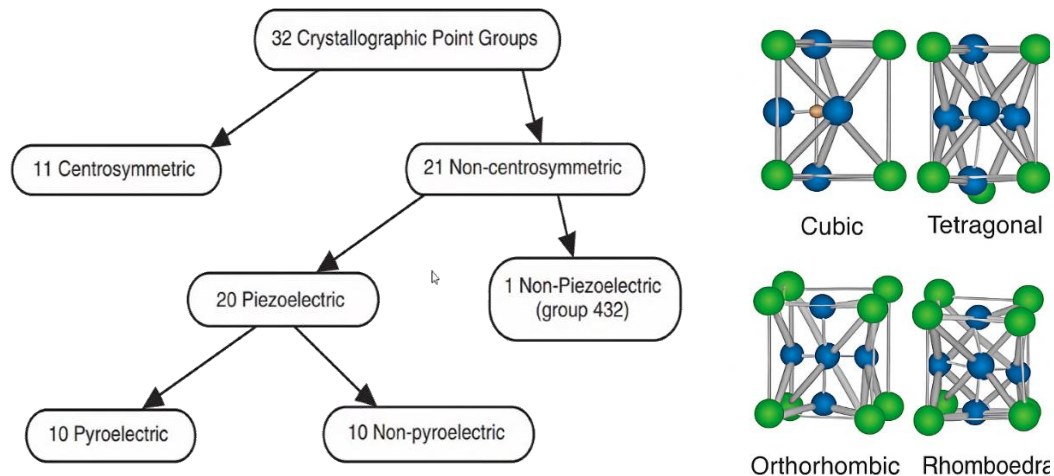 32 Crystallographic Point Groups
11 Centrosymmetric
21 Non-centrosymmetric
20 Piezoelectric
1 Non-Piezoelectric
(group 432)
10 Pyroelectric
10 Non-pyroelectric
Cubic
Tetragonal
Orthorhombic
Rhomboedra